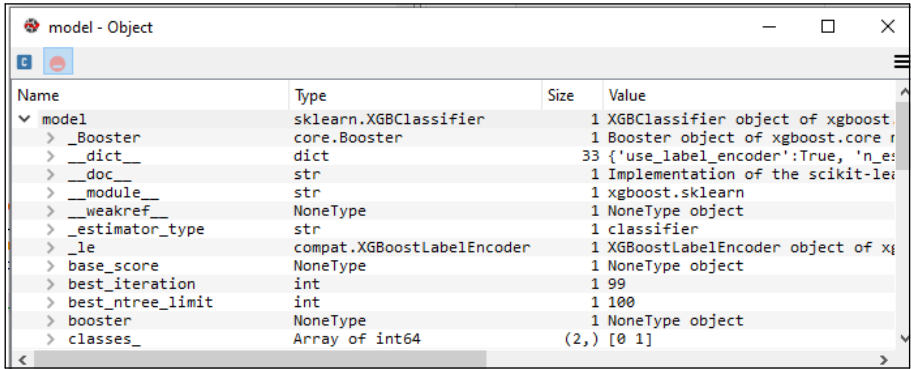 model - Object
C
Name Type Size Value
model sklearn.XGBClassifier 1 XGBClassifier object of xgboost.
_Booster core.Booster 1 Booster object of xgboost.core
__dict__ dict 33 {'use_label_encoder':True, 'n_es
__doc__ str 1 Implementation of the scikit-lea
__module__ str 1 xgboost.sklearn
__weakref__ NoneType 1 NoneType object
_estimator_type str 1 classifier
_le compat.XGBoostLabelEncoder 1 XGBoostLabelEncoder object of xg
base_score NoneType 1 NoneType object
best_iteration int 1 99
best_ntree_limit int 1 100
booster NoneType 1 NoneType object
classes_ Array of int64 (2,) [0 1]